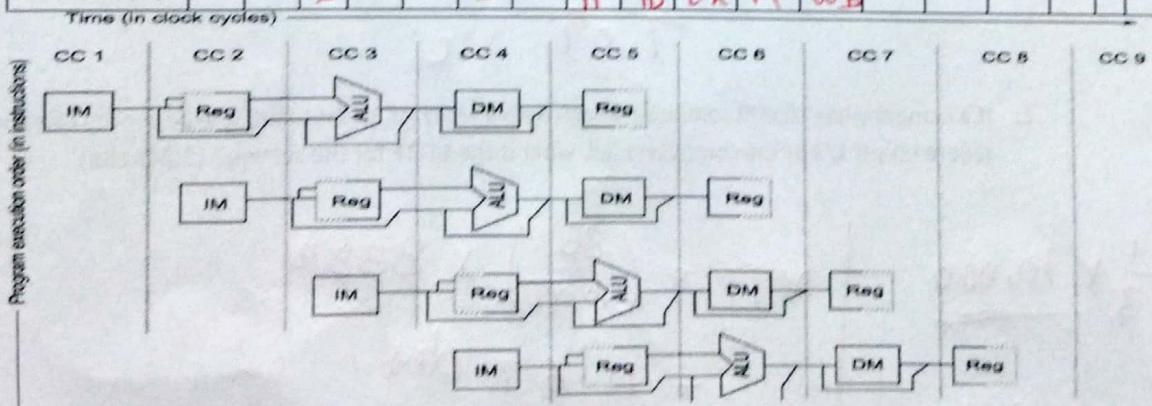 Time (in clock cycles)
CC 1 CC 2 CC 3 CC 4 CC 5 CC 6 CC 7 CC 8 CC 9
Program execution order (in instructions)
IM Reg ALU DM Reg
IM Reg ALU DM Reg
IM Reg ALU DM Reg
IM Reg ALU DM Reg